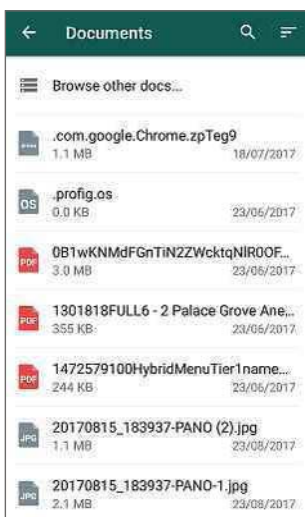 Documents
Browse other docs...
.com.google.Chrome.zpTeg9
1.1 MB 18/07/2017
OS
.profig.os
0.0 KB 23/06/2017
PDF
0B1wKNMdFGnTiN2ZWcktqNlR0OF...
3.0 MB 23/06/2017
PDF
1301818FULL6 - 2 Palace Grove Ane...
355 KB 23/06/2017
PDF
1472579100HybridMenuTier1name...
244 KB 23/06/2017
JPG
20170815_183937-PANO (2).jpg
1.1 MB 23/08/2017
JPG
20170815_183937-PANO-1.jpg
2.1 MB 23/08/2017